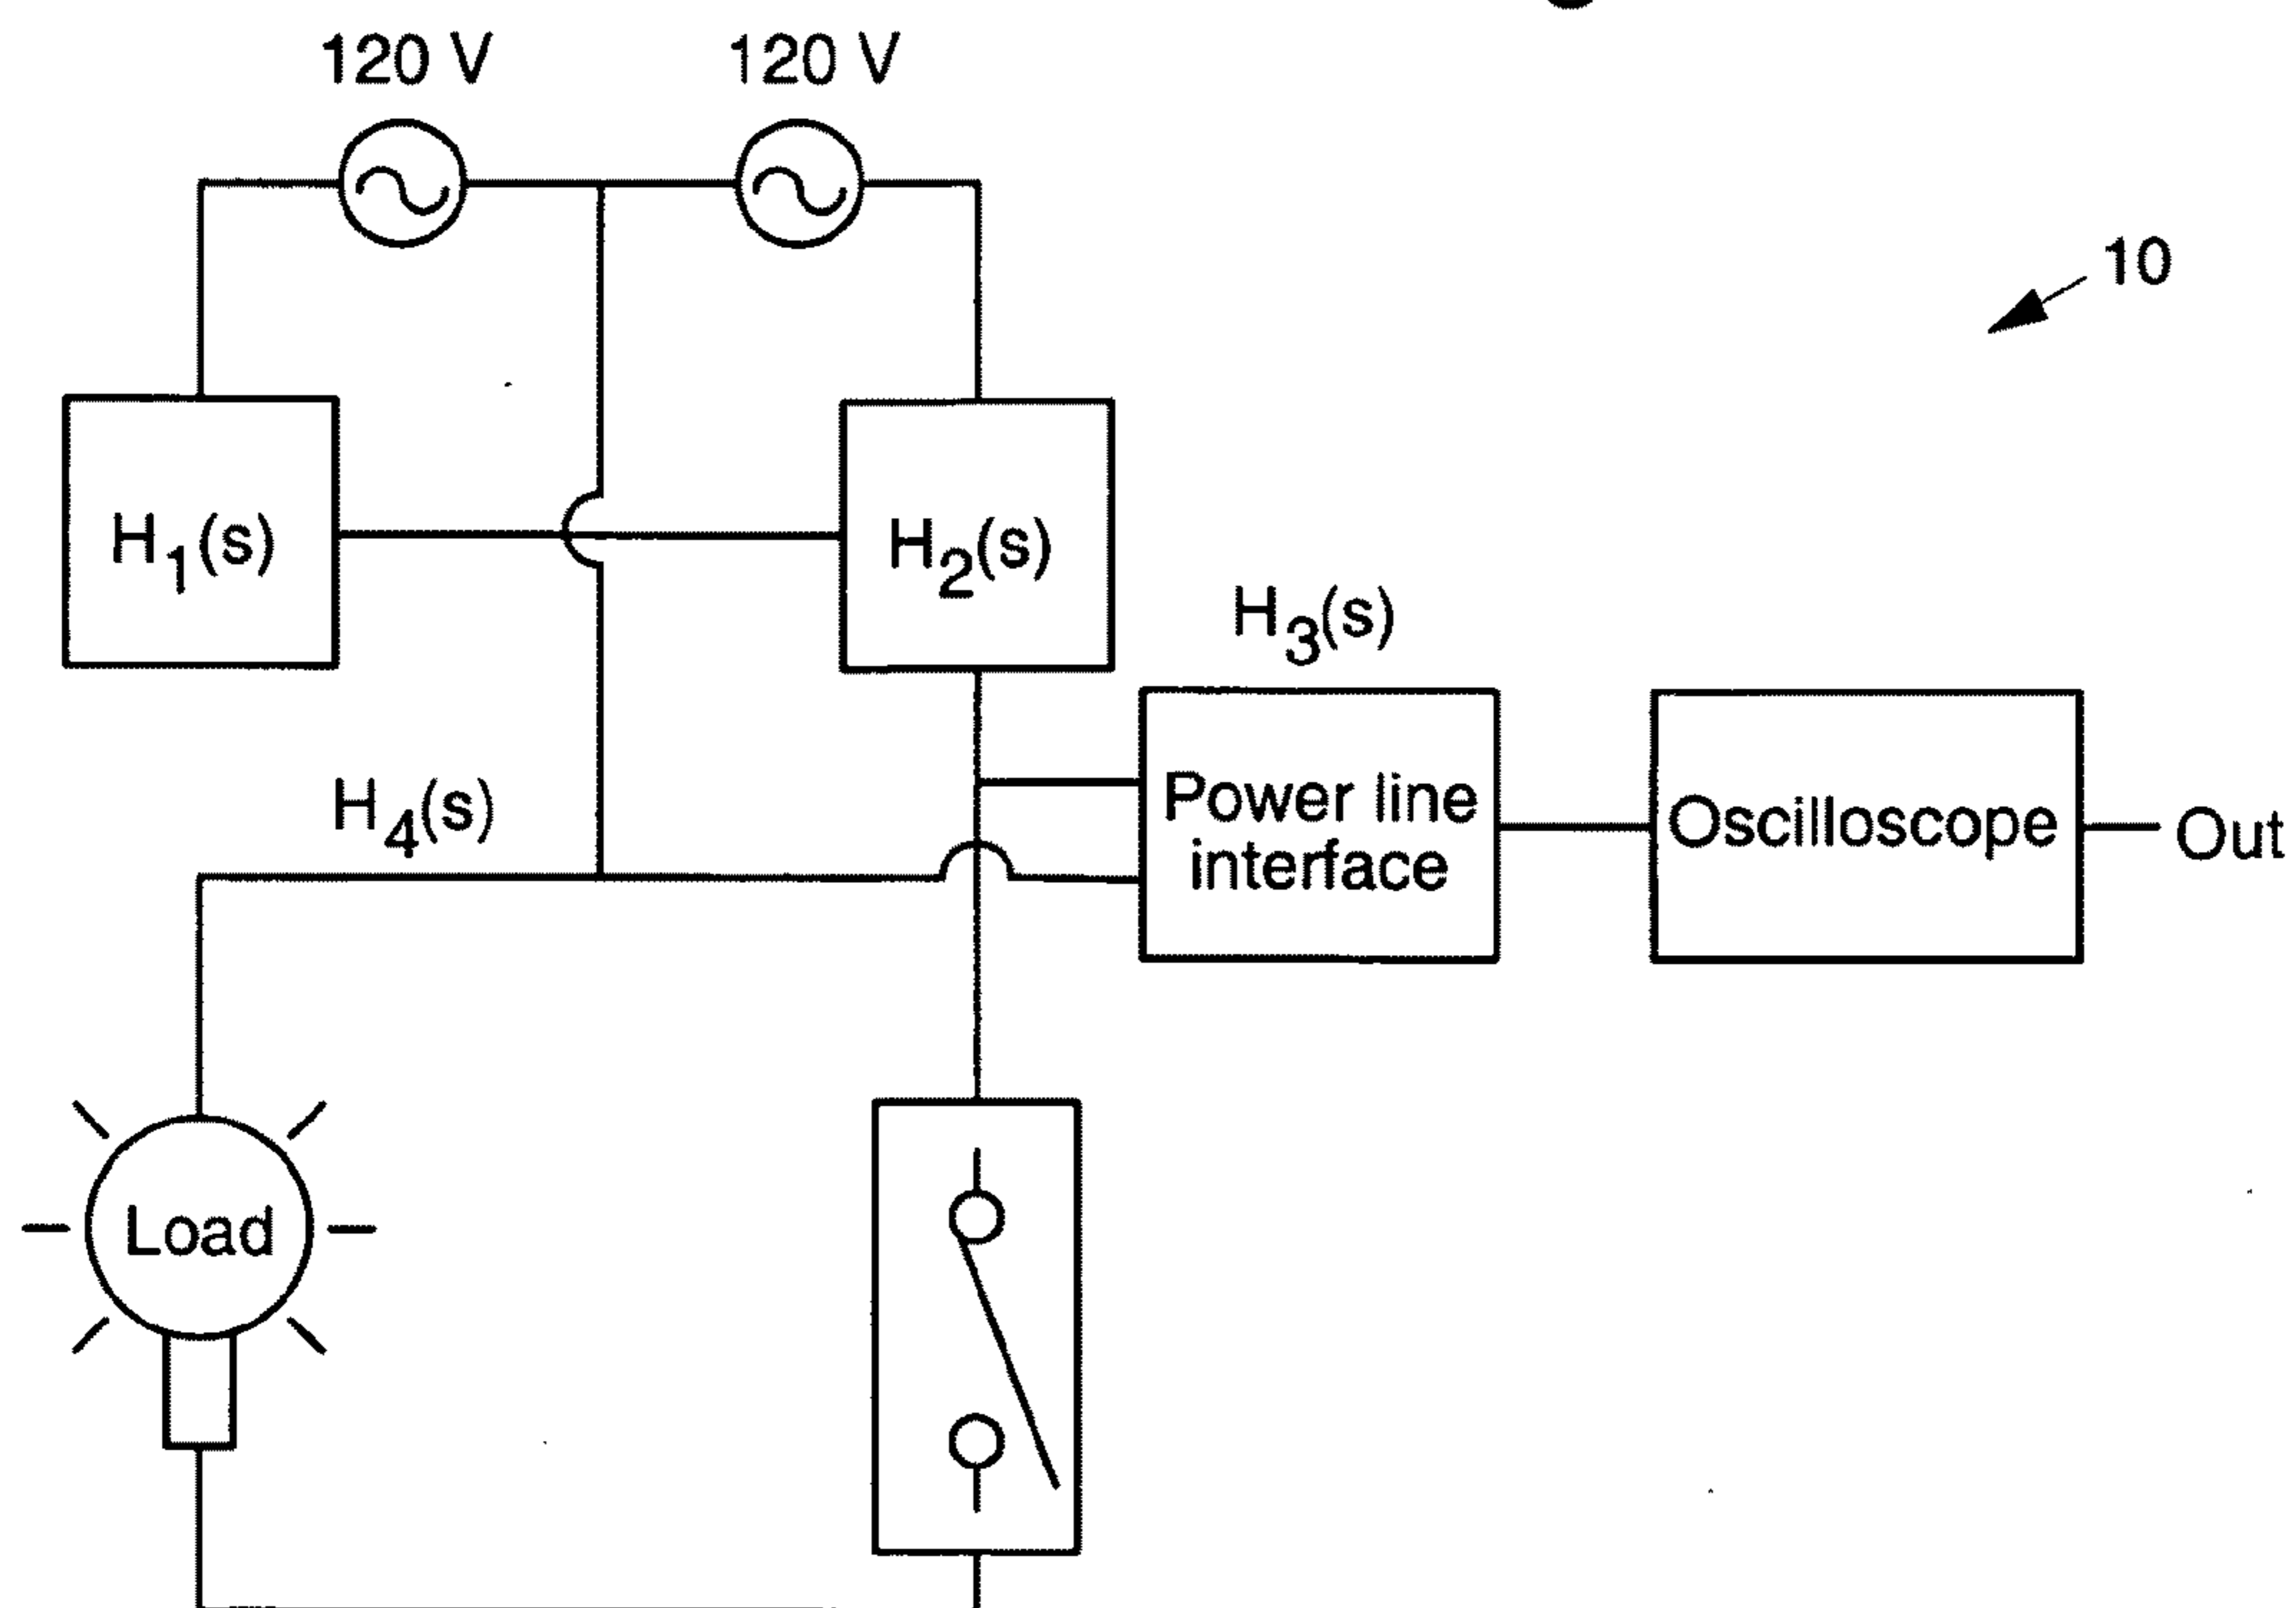 120 V
120 V
10
H1(s)
H2(s)
H3(s)
H4(s)
Power line
interface
Oscilloscope
Out
Load